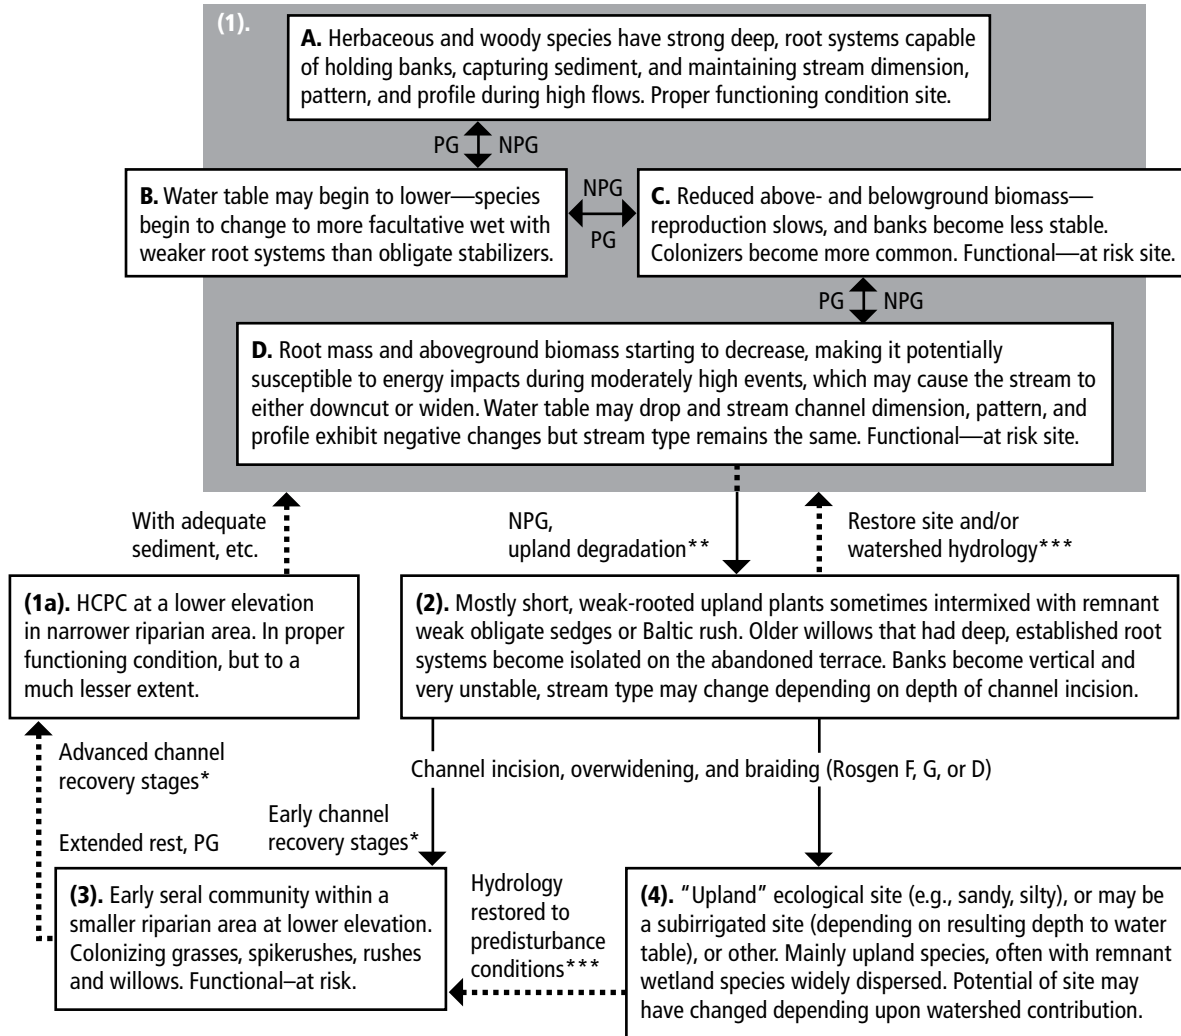 (1).
A. Herbaceous and woody species have strong deep, root systems capable
of holding banks, capturing sediment, and maintaining stream dimension,
pattern, and profile during high flows. Proper functioning condition site.
PG NPG
B. Water table may begin to lower—species
begin to change to more facultative wet with
weaker root systems than obligate stabilizers.
NPG
PG
C. Reduced above- and belowground biomass—
reproduction slows, and banks become less stable.
Colonizers become more common. Functional—at risk site.
PG NPG
D. Root mass and aboveground biomass starting to decrease, making it potentially
susceptible to energy impacts during moderately high events, which may cause the stream to
either downcut or widen. Water table may drop and stream channel dimension, pattern, and
profile exhibit negative changes but stream type remains the same. Functional—at risk site.
With adequate
sediment, etc.
NPG,
upland degradation**
Restore site and/or
watershed hydrology***
(1a). HCPC at a lower elevation
in narrower riparian area. In proper
functioning condition, but to a
much lesser extent.
(2). Mostly short, weak-rooted upland plants sometimes intermixed with remnant
weak obligate sedges or Baltic rush. Older willows that had deep, established root
systems become isolated on the abandoned terrace. Banks become vertical and
very unstable, stream type may change depending on depth of channel incision.
Advanced channel
recovery stages*
Extended rest, PG
Channel incision, overwidening, and braiding (Rosgen F, G, or D)
Early channel
recovery stages*
(3). Early seral community within a
smaller riparian area at lower elevation.
Colonizing grasses, spikerushes, rushes
and willows. Functional–at risk.
Hydrology
restored to
predisturbance
conditions***
(4). "Upland" ecological site (e.g., sandy, silty), or may be
a subirrigated site (depending on resulting depth to water
table), or other. Mainly upland species, often with remnant
wetland species widely dispersed. Potential of site may
have changed depending upon watershed contribution.